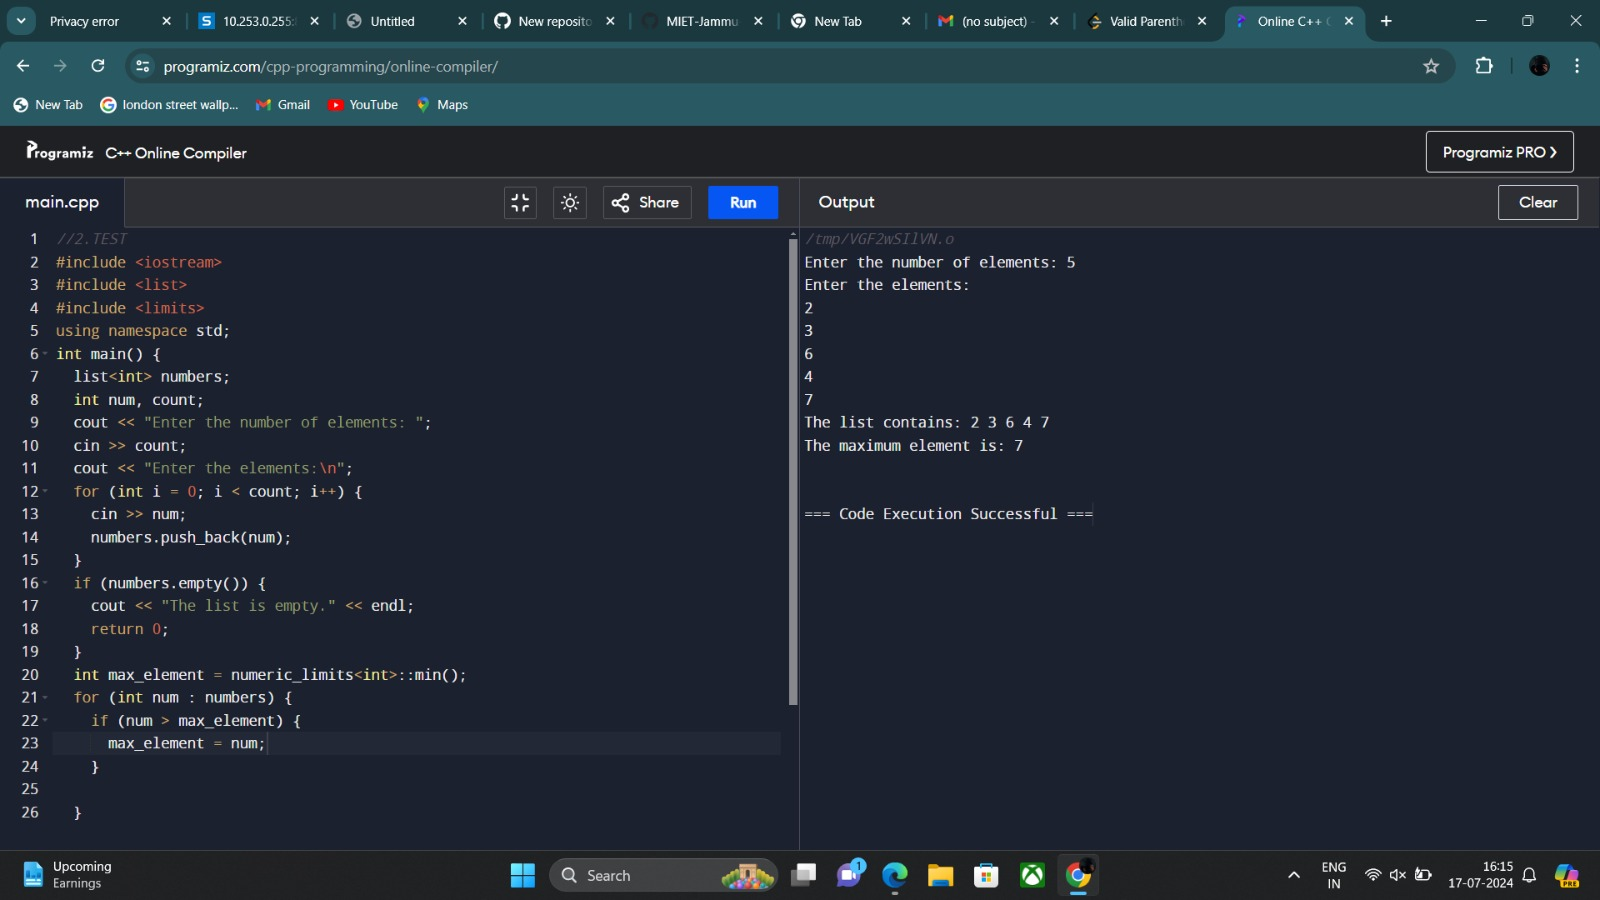 Privacy error
10.253.0.255:
Untitled
New reposito
MIET-Jammu
New Tab
(no subject) -
Valid Parenth
Online C++ C
programiz.com/cpp-programming/online-compiler/
New Tab
london street wallp...
Gmail
YouTube
Maps
Programiz C++ Online Compiler
Programiz PRO >
main.cpp
Share
Run
Output
Clear
1 //2.TEST
2 #include <iostream>
3 #include <list>
4 #include <limits>
5 using namespace std;
6 int main() {
7 list<int> numbers;
8 int num, count;
9 cout << "Enter the number of elements: ";
10 cin >> count;
11 cout << "Enter the elements:\n";
12 for (int i = 0; i < count; i++) {
13 cin >> num;
14 numbers.push_back(num);
15 }
16 if (numbers.empty()) {
17 cout << "The list is empty." << endl;
18 return 0;
19 }
20 int max_element = numeric_limits<int>::min();
21 for (int num : numbers) {
22 if (num > max_element) {
23 max_element = num;
24 }
25
26 }
/tmp/VGF2wSIlVN.o
Enter the number of elements: 5
Enter the elements:
2
3
6
4
7
The list contains: 2 3 6 4 7
The maximum element is: 7
=== Code Execution Successful ===
Upcoming
Earnings
Search
1
ENG
IN
16:15
17-07-2024
PRE